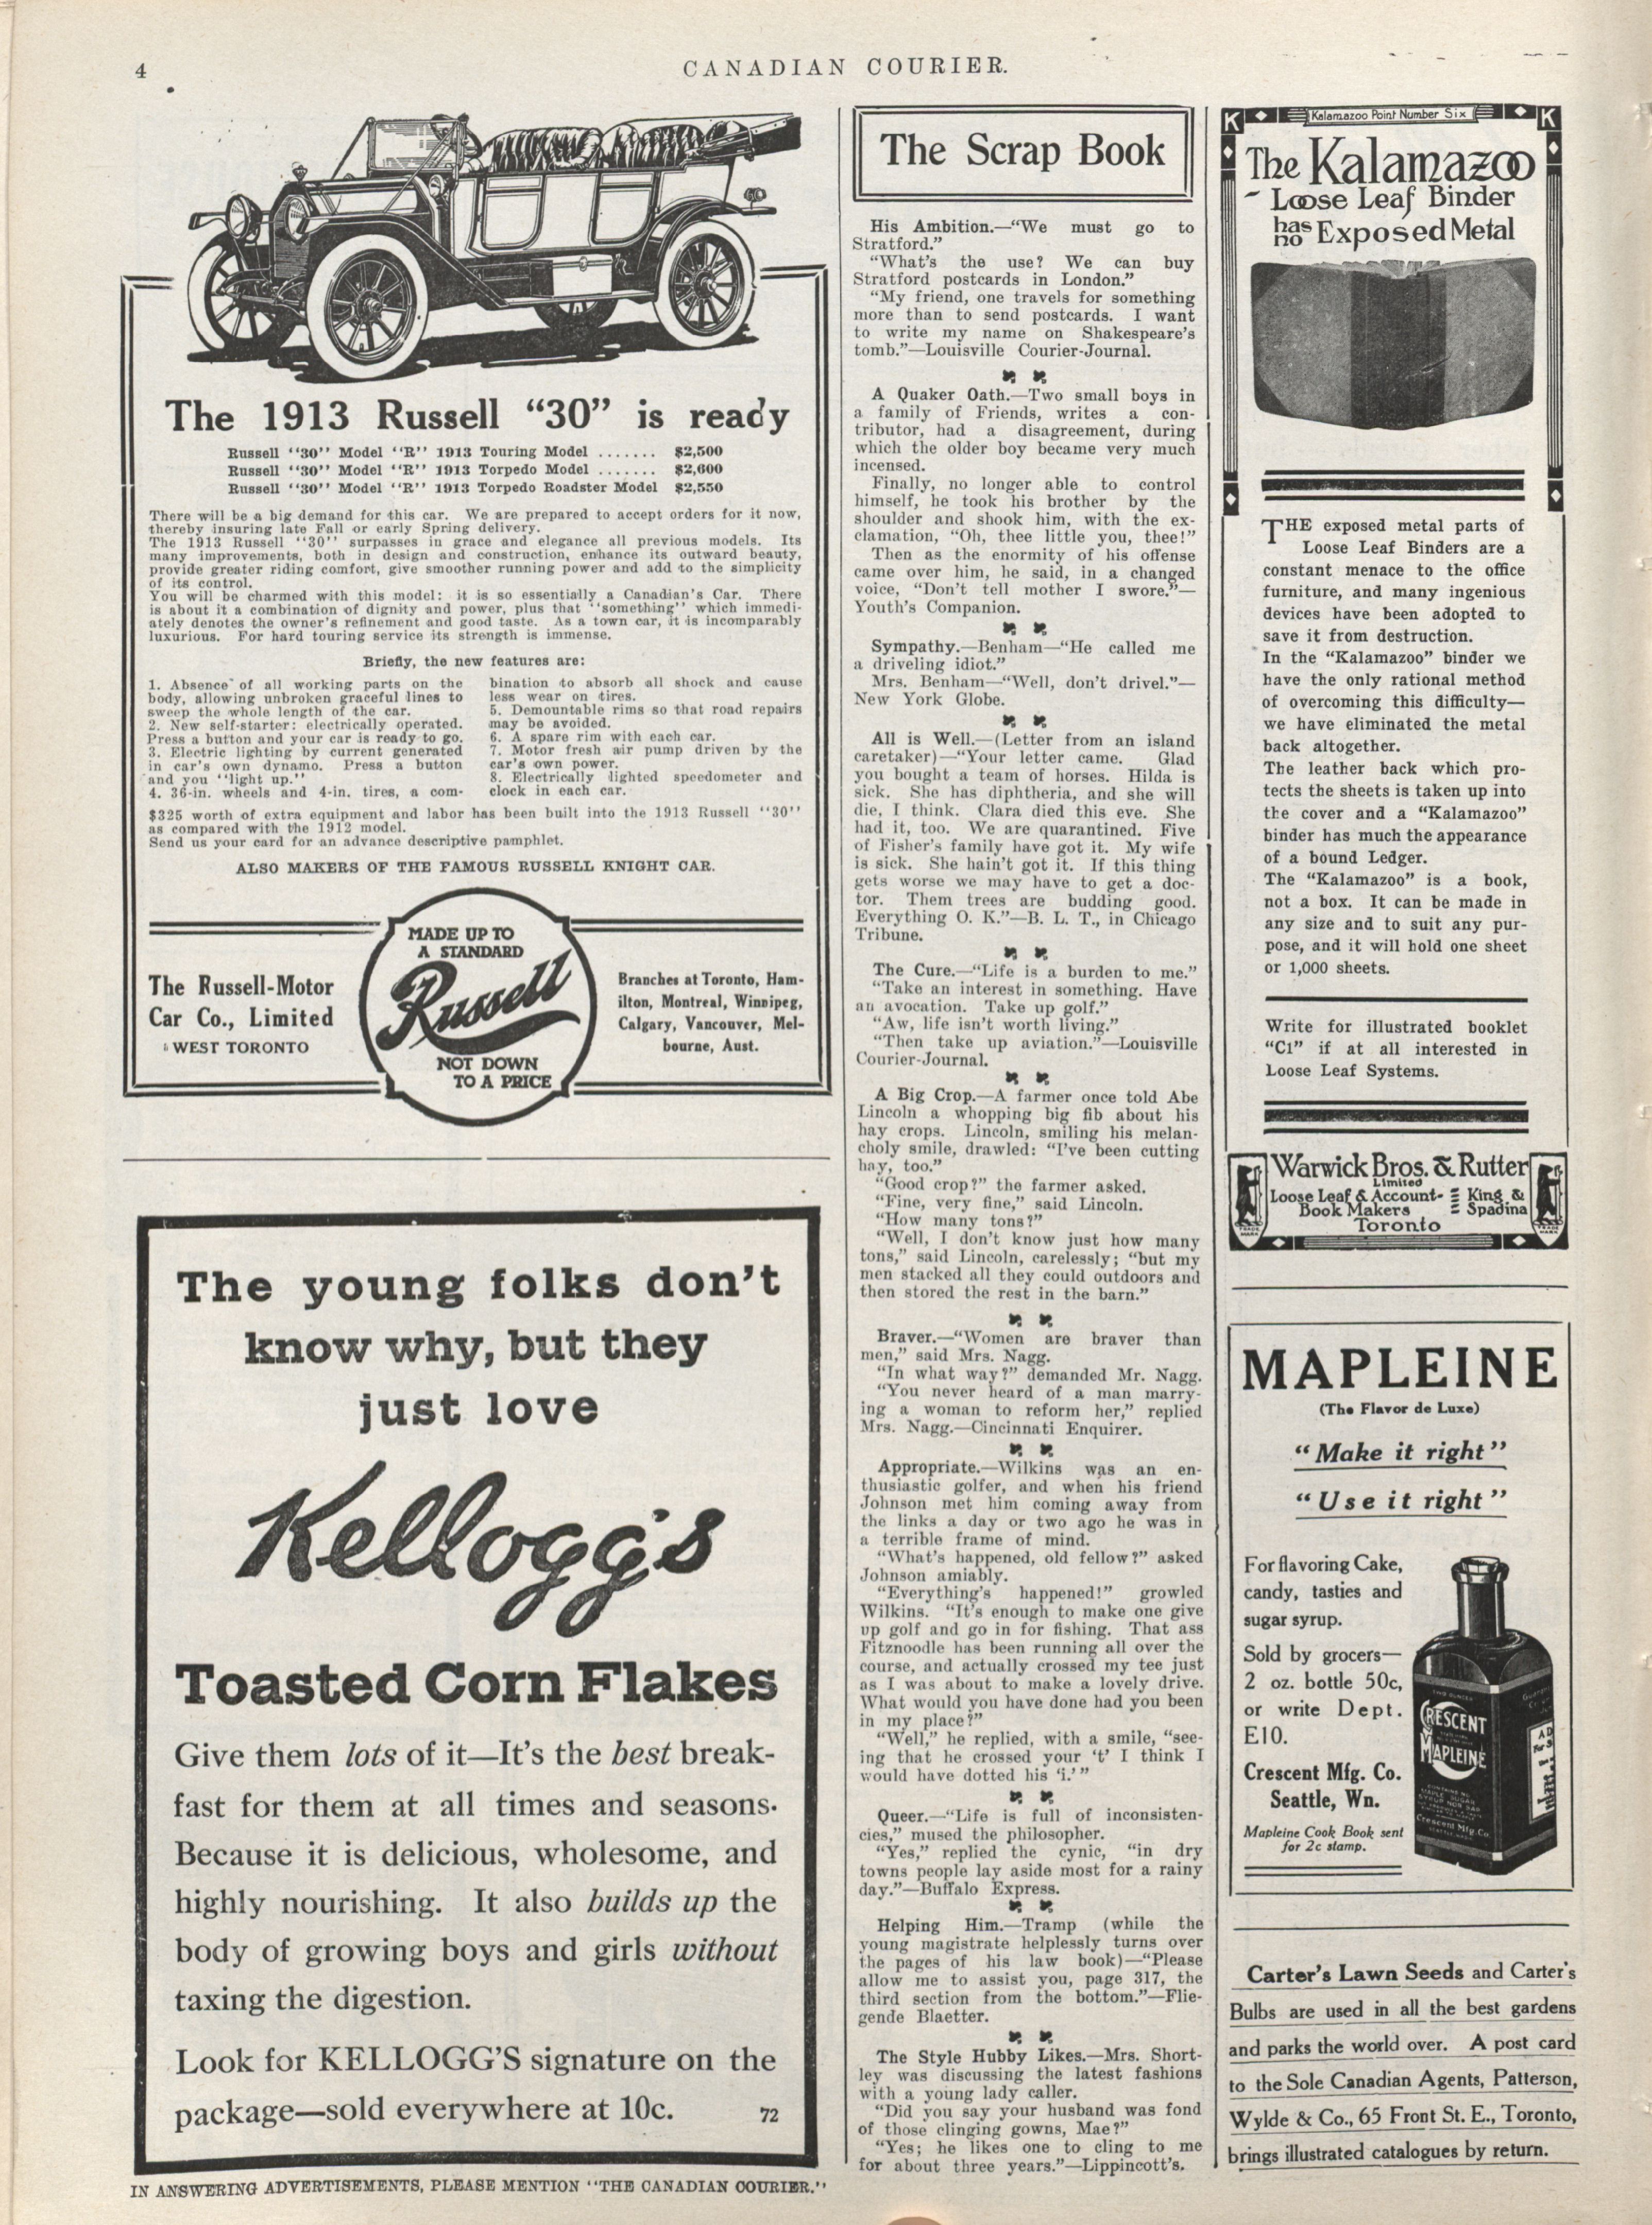 4
CANADIAN COURIER.
The 1913 Russell "30" is ready
Russell ''30'' Model ''R'' 1913 Touring Model ....... $2,500
Russell ''30'' Model ''R'' 1913 Torpedo Model ....... $2,600
Russell ''30'' Model ''R'' 1913 Torpedo Roadster Model $2,550
There will be a big demand for this car. We are prepared to accept orders for it now,
thereby insuring late Fall or early Spring delivery.
The 1913 Russell ''30'' surpasses in grace and elegance all previous models. Its
many improvements, both in design and construction, enhance its outward beauty,
provide greater riding comfort, give smoother running power and add to the simplicity
of its control.
You will be charmed with this model: it is so essentially a Canadian's Car. There
is about it a combination of dignity and power, plus that ''something'' which immedi-
ately denotes the owner's refinement and good taste. As a town car, it is incomparably
luxurious. For hard touring service its strength is immense.
Briefly, the new features are:
1. Absence of all working parts on the
body, allowing unbroken graceful lines to
sweep the whole length of the car.
2. New self-starter: electrically operated.
Press a button and your car is ready to go.
3. Electric lighting by current generated
in car's own dynamo. Press a button
and you ''light up.''
4. 36-in. wheels and 4-in. tires, a com-
bination to absorb all shock and cause
less wear on tires.
5. Demountable rims so that road repairs
may be avoided.
6. A spare rim with each car.
7. Motor fresh air pump driven by the
car's own power.
8. Electrically lighted speedometer and
clock in each car.
$325 worth of extra equipment and labor has been built into the 1913 Russell ''30''
as compared with the 1912 model.
Send us your card for an advance descriptive pamphlet.
ALSO MAKERS OF THE FAMOUS RUSSELL KNIGHT CAR.
The Russell-Motor
Car Co., Limited
WEST TORONTO
MADE UP TO
A STANDARD
Russell
NOT DOWN
TO A PRICE
Branches at Toronto, Ham-
ilton, Montreal, Winnipeg,
Calgary, Vancouver, Mel-
bourne, Aust.
The young folks don't
know why, but they
just love
Kellogg's
Toasted Corn Flakes
Give them lots of it—It's the best break-
fast for them at all times and seasons.
Because it is delicious, wholesome, and
highly nourishing. It also builds up the
body of growing boys and girls without
taxing the digestion.
Look for KELLOGG'S signature on the
package—sold everywhere at 10c. 72
IN ANSWERING ADVERTISEMENTS, PLEASE MENTION ''THE CANADIAN COURIER.''
The Scrap Book
His Ambition.—"We must go to
Stratford."
"What's the use? We can buy
Stratford postcards in London."
"My friend, one travels for something
more than to send postcards. I want
to write my name on Shakespeare's
tomb."—Louisville Courier-Journal.
A Quaker Oath.—Two small boys in
a family of Friends, writes a con-
tributor, had a disagreement, during
which the older boy became very much
incensed.
Finally, no longer able to control
himself, he took his brother by the
shoulder and shook him, with the ex-
clamation, "Oh, thee little you, thee!"
Then as the enormity of his offense
came over him, he said, in a changed
voice, "Don't tell mother I swore."—
Youth's Companion.
Sympathy.—Benham—"He called me
a driveling idiot."
Mrs. Benham—"Well, don't drivel."—
New York Globe.
All is Well.—(Letter from an island
caretaker)—"Your letter came. Glad
you bought a team of horses. Hilda is
sick. She has diphtheria, and she will
die, I think. Clara died this eve. She
had it, too. We are quarantined. Five
of Fisher's family have got it. My wife
is sick. She hain't got it. If this thing
gets worse we may have to get a doc-
tor. Them trees are budding good.
Everything O. K."—B. L. T., in Chicago
Tribune.
The Cure.—"Life is a burden to me."
"Take an interest in something. Have
an avocation. Take up golf."
"Aw, life isn't worth living."
"Then take up aviation."—Louisville
Courier-Journal.
A Big Crop.—A farmer once told Abe
Lincoln a whopping big fib about his
hay crops. Lincoln, smiling his melan-
choly smile, drawled: "I've been cutting
hay, too."
"Good crop?" the farmer asked.
"Fine, very fine," said Lincoln.
"How many tons?"
"Well, I don't know just how many
tons," said Lincoln, carelessly; "but my
men stacked all they could outdoors and
then stored the rest in the barn."
Braver.—"Women are braver than
men," said Mrs. Nagg.
"In what way?" demanded Mr. Nagg.
"You never heard of a man marry-
ing a woman to reform her," replied
Mrs. Nagg.—Cincinnati Enquirer.
Appropriate.—Wilkins was an en-
thusiastic golfer, and when his friend
Johnson met him coming away from
the links a day or two ago he was in
a terrible frame of mind.
"What's happened, old fellow?" asked
Johnson amiably.
"Everything's happened!" growled
Wilkins. "It's enough to make one give
up golf and go in for fishing. That ass
Fitznoodle has been running all over the
course, and actually crossed my tee just
as I was about to make a lovely drive.
What would you have done had you been
in my place?"
"Well," he replied, with a smile, "see-
ing that he crossed your 't' I think I
would have dotted his 'i.'"
Queer.—"Life is full of inconsisten-
cies," mused the philosopher.
"Yes," replied the cynic, "in dry
towns people lay aside most for a rainy
day."—Buffalo Express.
Helping Him.—Tramp (while the
young magistrate helplessly turns over
the pages of his law book)—"Please
allow me to assist you, page 317, the
third section from the bottom."—Flie-
gende Blaetter.
The Style Hubby Likes.—Mrs. Short-
ley was discussing the latest fashions
with a young lady caller.
"Did you say your husband was fond
of those clinging gowns, Mae?"
"Yes; he likes one to cling to me
for about three years."—Lippincott's.
K Kalamazoo Point Number Six K
The Kalamazoo
Loose Leaf Binder
has no Exposed Metal
THE exposed metal parts of
Loose Leaf Binders are a
constant menace to the office
furniture, and many ingenious
devices have been adopted to
save it from destruction.
In the "Kalamazoo" binder we
have the only rational method
of overcoming this difficulty—
we have eliminated the metal
back altogether.
The leather back which pro-
tects the sheets is taken up into
the cover and a "Kalamazoo"
binder has much the appearance
of a bound Ledger.
The "Kalamazoo" is a book,
not a box. It can be made in
any size and to suit any pur-
pose, and it will hold one sheet
or 1,000 sheets.
Write for illustrated booklet
"C1" if at all interested in
Loose Leaf Systems.
Warwick Bros. & Rutter
Limited
Loose Leaf & Account-
Book Makers
King &
Spadina
Toronto
TRADE MARK
TRADE MARK
MAPLEINE
(The Flavor de Luxe)
"Make it right"
"Use it right"
For flavoring Cake,
candy, tasties and
sugar syrup.
Sold by grocers—
2 oz. bottle 50c,
or write Dept.
E10.
Crescent Mfg. Co.
Seattle, Wn.
Mapleine Cook Book sent
for 2c stamp.
CRESCENT
MAPLEINE
Crescent Mfg. Co.
Carter's Lawn Seeds and Carter's
Bulbs are used in all the best gardens
and parks the world over. A post card
to the Sole Canadian Agents, Patterson,
Wylde & Co., 65 Front St. E., Toronto,
brings illustrated catalogues by return.